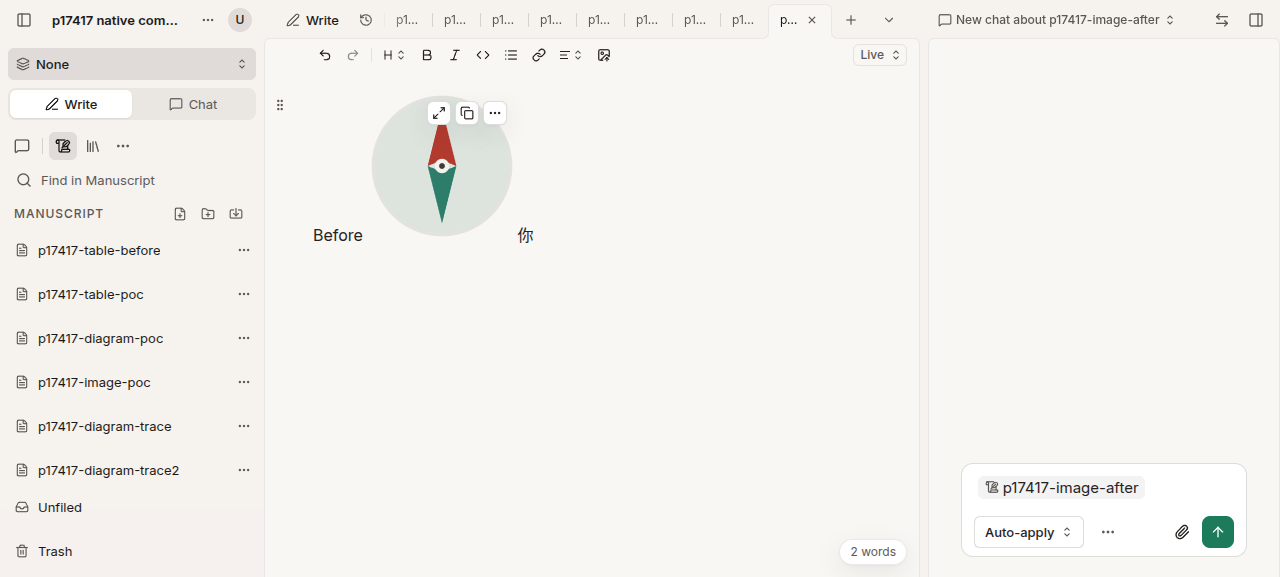 p17417 native com...
U
Write
p1...
p1...
p1...
p1...
p1...
p1...
p1...
p1...
p...
New chat about p17417-image-after
None
Write
Chat
H
Live
Find in Manuscript
MANUSCRIPT
p17417-table-before
p17417-table-poc
p17417-diagram-poc
p17417-image-poc
p17417-diagram-trace
p17417-diagram-trace2
Unfiled
Trash
Before 你
2 words
p17417-image-after
Auto-apply